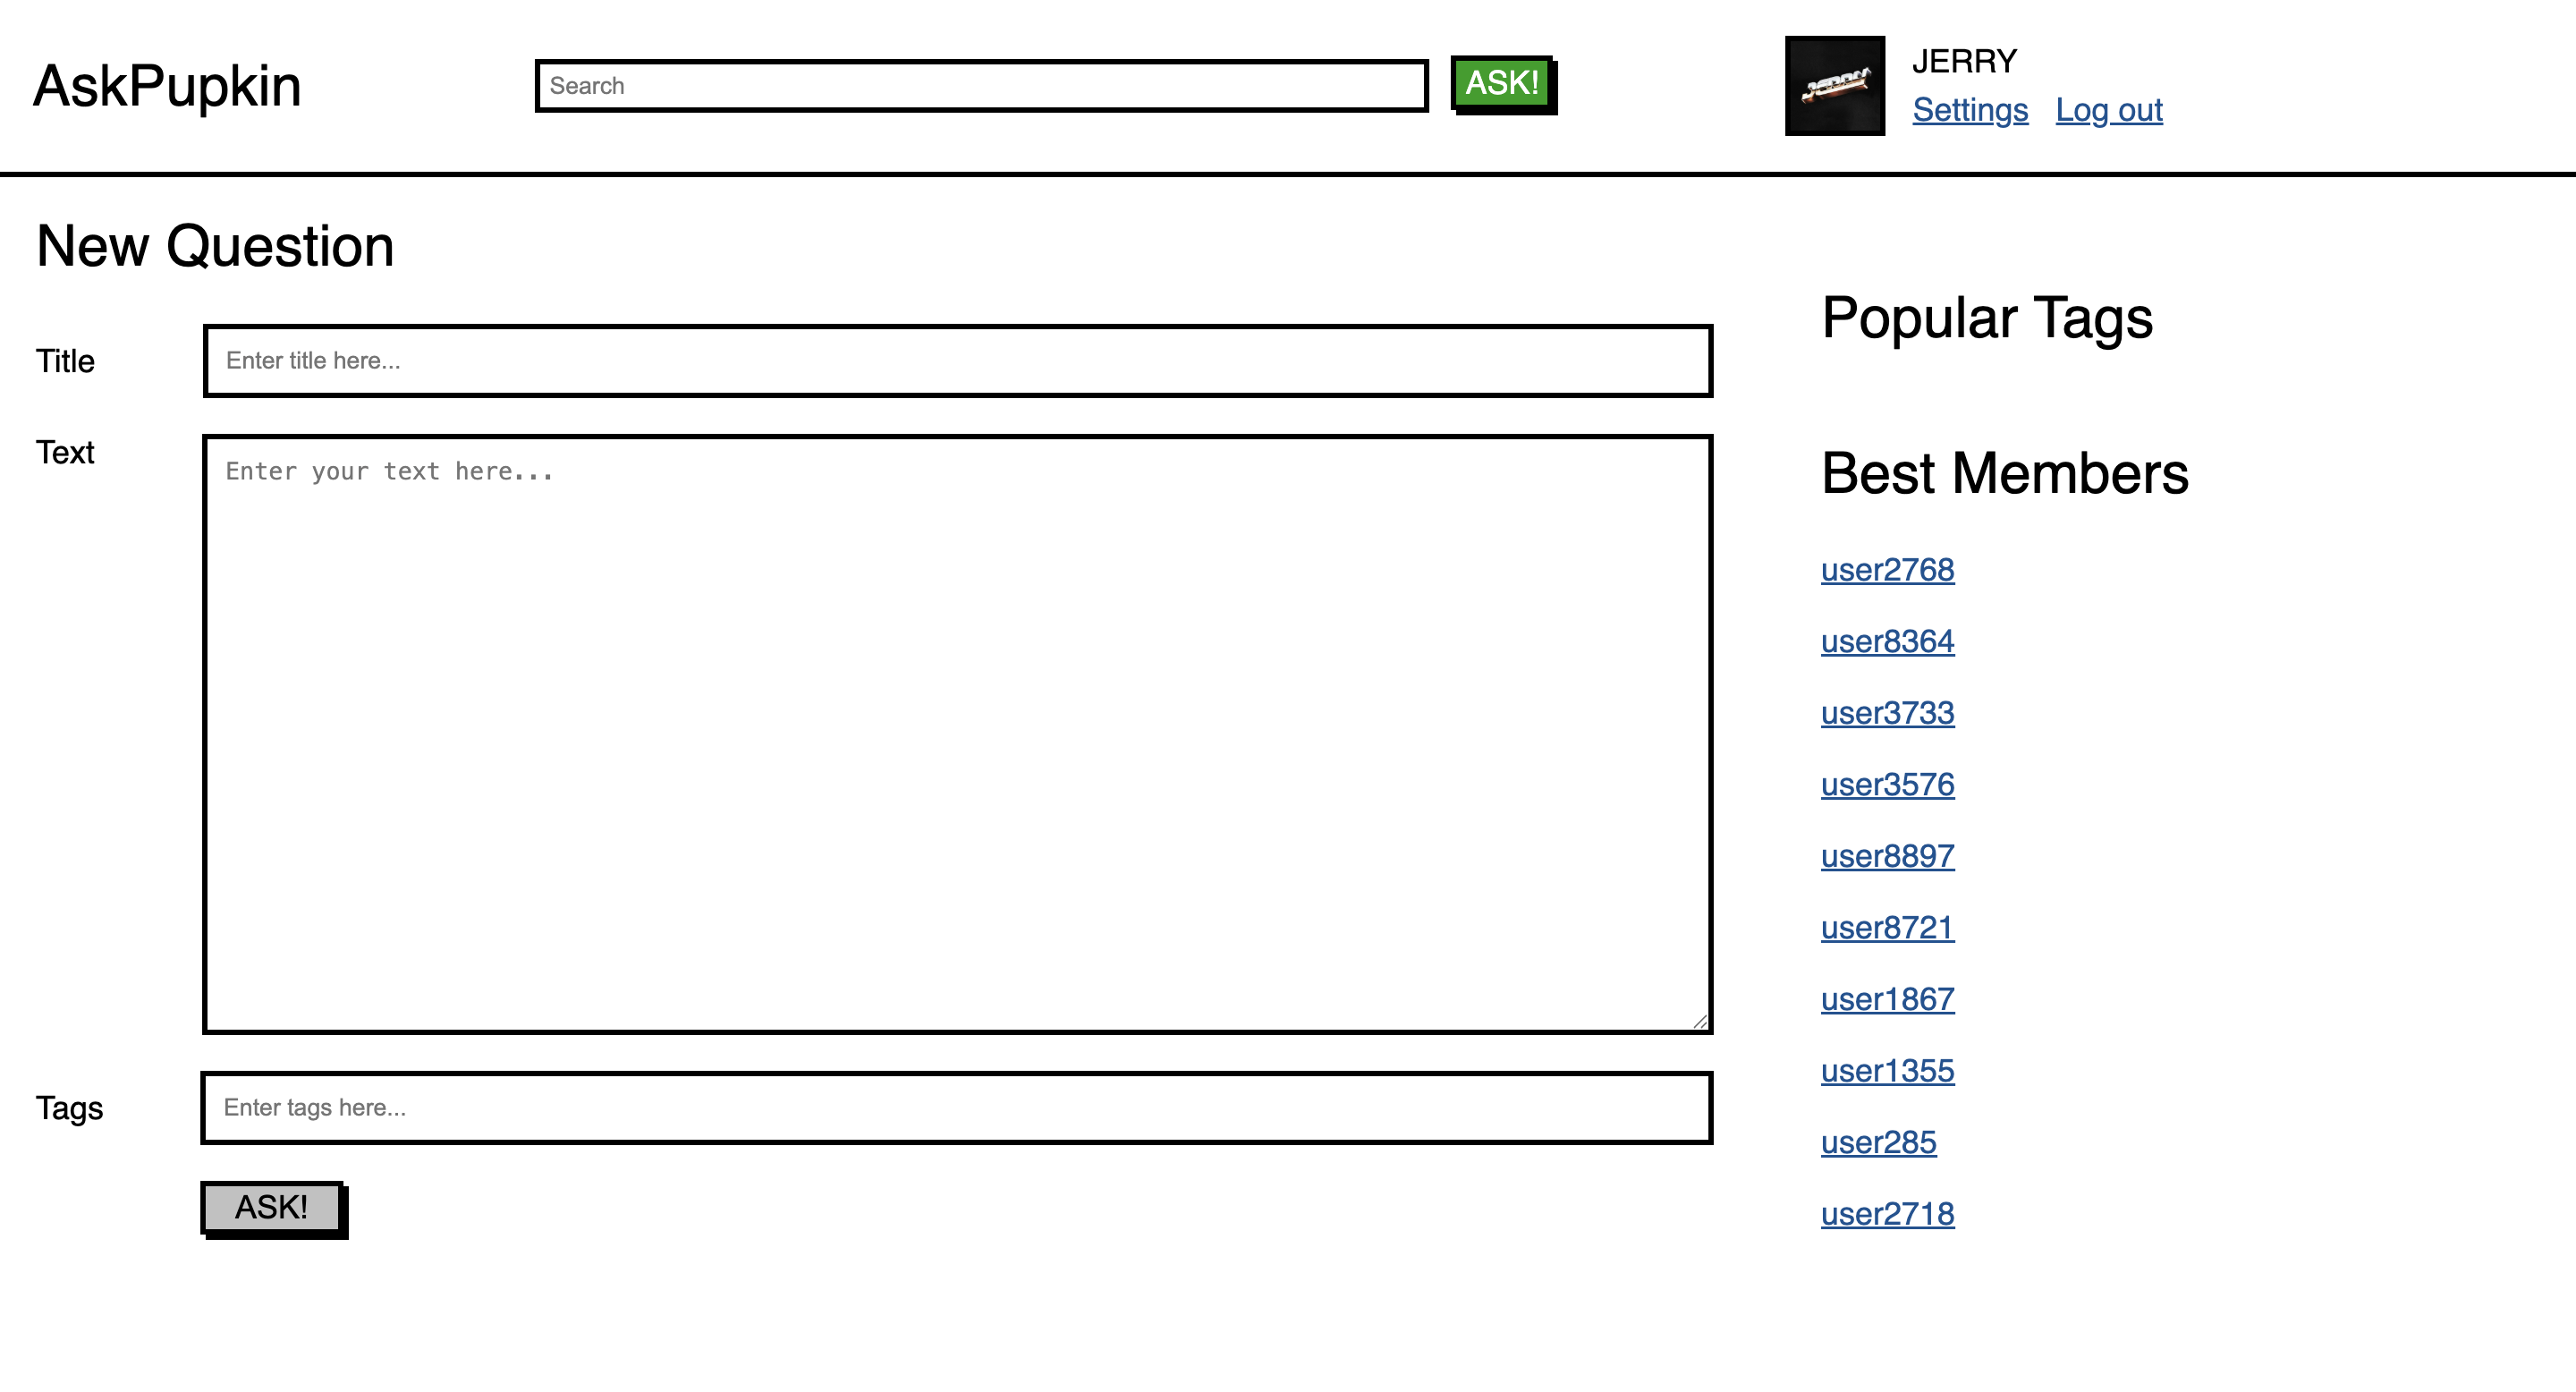 AskPupkin
Search
ASK!
JERRY
Settings Log out
New Question
Title
Enter title here...
Text
Enter your text here...
Tags
Enter tags here...
ASK!
Popular Tags
Best Members
user2768
user8364
user3733
user3576
user8897
user8721
user1867
user1355
user285
user2718